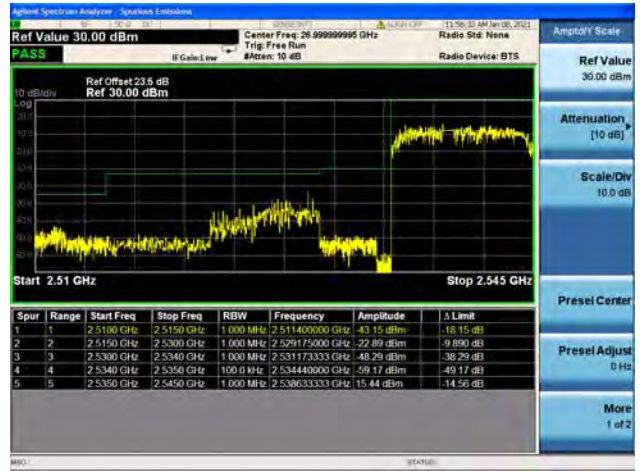 Agilent Spectrum Analyzer - Spurious Emissions
RF 50 Ω DC SENSE:INT ALIGN OFF 11:56:33 AM Jan 08, 2021
Ref Value 30.00 dBm
Center Freq: 26.999999995 GHz
Radio Std: None
Trig: Free Run
PASS
IFGain:Low
#Atten: 10 dB
Radio Device: BTS
Ref Offset 23.5 dB
10 dB/div Ref 30.00 dBm
Log
Start 2.51 GHz
Stop 2.545 GHz
Spur Range Start Freq Stop Freq RBW Frequency Amplitude Δ Limit
1 1 2.5100 GHz 2.5150 GHz 1.000 MHz 2.511400000 GHz -43.15 dBm -18.15 dB
2 2 2.5150 GHz 2.5300 GHz 1.000 MHz 2.529175000 GHz -22.89 dBm -9.890 dB
3 3 2.5300 GHz 2.5340 GHz 1.000 MHz 2.531173333 GHz -48.29 dBm -38.29 dB
4 4 2.5340 GHz 2.5350 GHz 100.0 kHz 2.534440000 GHz -59.17 dBm -49.17 dB
5 5 2.5350 GHz 2.5450 GHz 1.000 MHz 2.538633333 GHz 15.44 dBm -14.56 dB
MSG
STATUS
Amptd/Y Scale
Ref Value
30.00 dBm
Attenuation
[10 dB]
Scale/Div
10.0 dB
Presel Center
Presel Adjust
0 Hz
More
1 of 2